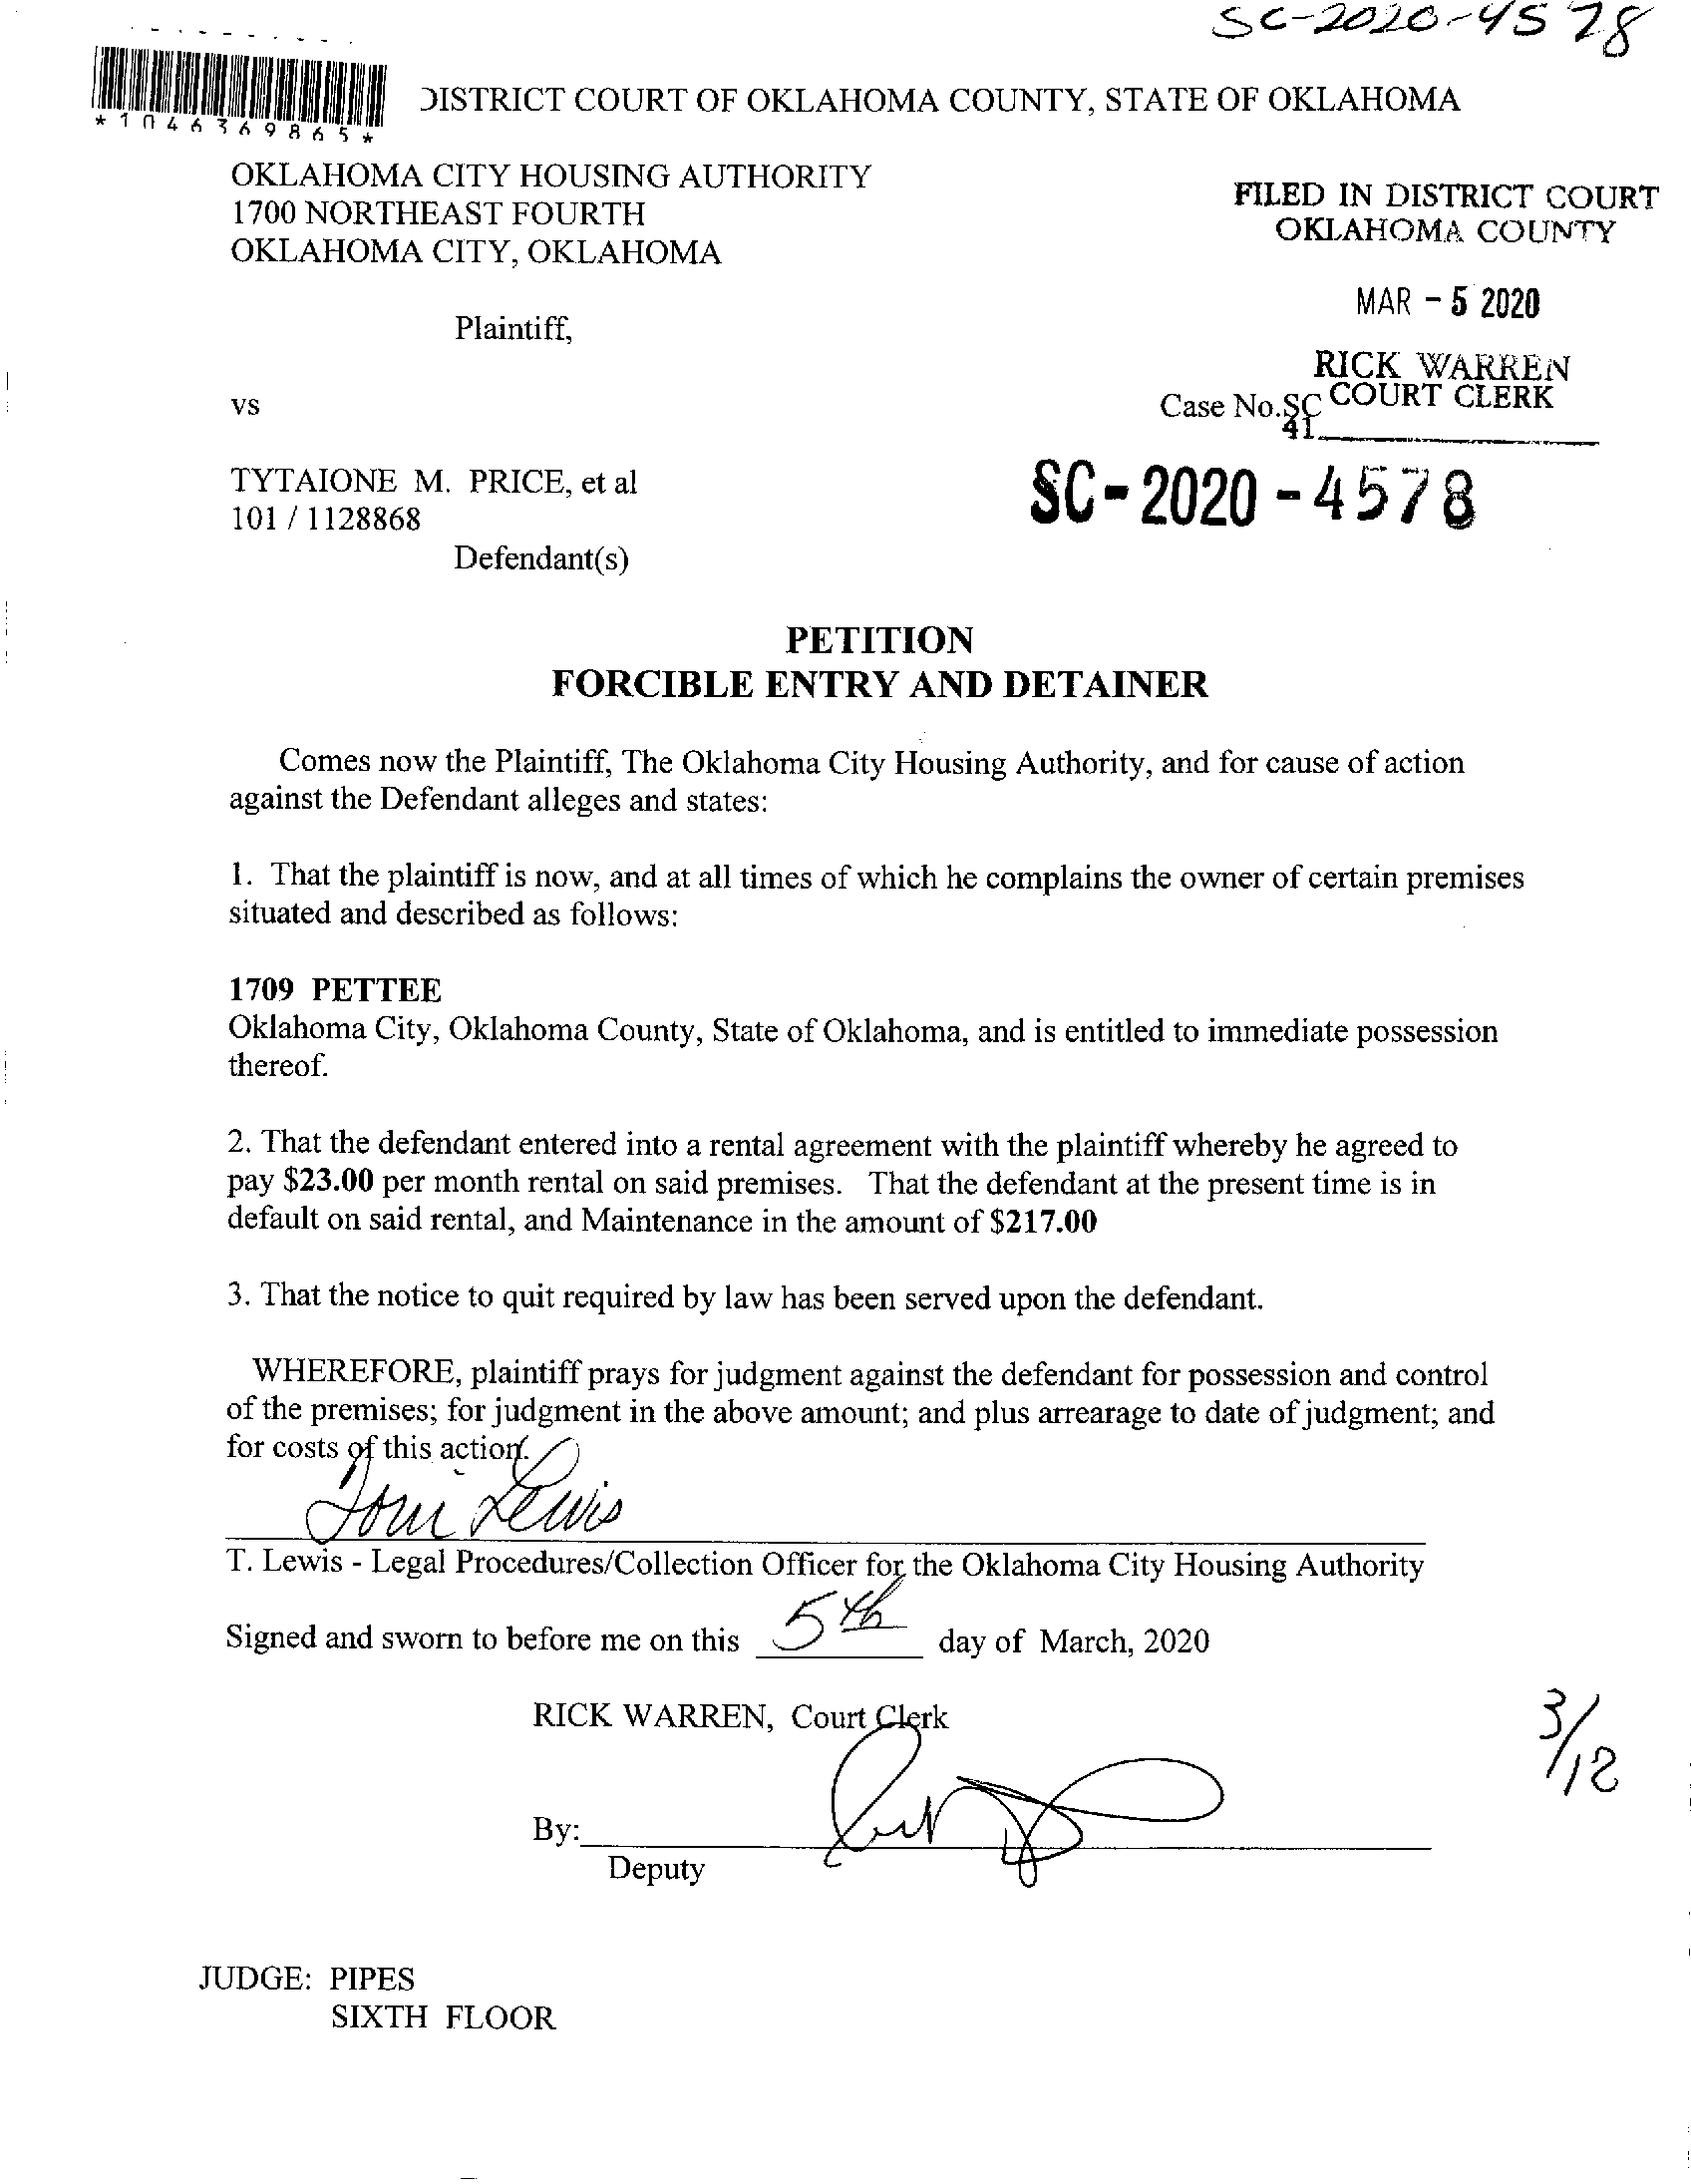 SC-2020-4578
*1046369865*
DISTRICT COURT OF OKLAHOMA COUNTY, STATE OF OKLAHOMA
OKLAHOMA CITY HOUSING AUTHORITY
1700 NORTHEAST FOURTH
OKLAHOMA CITY, OKLAHOMA
FILED IN DISTRICT COURT
OKLAHOMA COUNTY
MAR - 5 2020
Plaintiff,
RICK WARREN
COURT CLERK
vs
Case No.SC
41
TYTAIONE M. PRICE, et al
101 / 1128868
SC-2020-4578
Defendant(s)
PETITION
FORCIBLE ENTRY AND DETAINER
Comes now the Plaintiff, The Oklahoma City Housing Authority, and for cause of action
against the Defendant alleges and states:
1. That the plaintiff is now, and at all times of which he complains the owner of certain premises
situated and described as follows:
1709 PETTEE
Oklahoma City, Oklahoma County, State of Oklahoma, and is entitled to immediate possession
thereof.
2. That the defendant entered into a rental agreement with the plaintiff whereby he agreed to
pay $23.00 per month rental on said premises. That the defendant at the present time is in
default on said rental, and Maintenance in the amount of $217.00
3. That the notice to quit required by law has been served upon the defendant.
WHEREFORE, plaintiff prays for judgment against the defendant for possession and control
of the premises; for judgment in the above amount; and plus arrearage to date of judgment; and
for costs of this action.
Lewis
T. Lewis - Legal Procedures/Collection Officer for the Oklahoma City Housing Authority
Signed and sworn to before me on this 5th day of March, 2020
RICK WARREN, Court Clerk
3/12
By:
Deputy
JUDGE: PIPES
SIXTH FLOOR